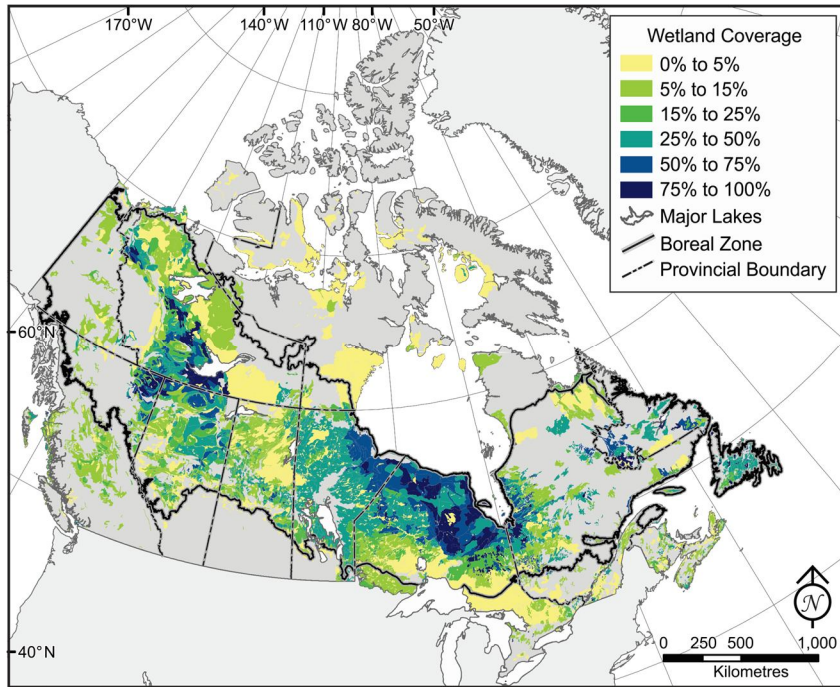 170°W 140°W 110°W 80°W 50°W
Wetland Coverage
0% to 5%
5% to 15%
15% to 25%
25% to 50%
50% to 75%
75% to 100%
Major Lakes
Boreal Zone
Provincial Boundary
60°N
40°N
N
0 250 500 1,000
Kilometres